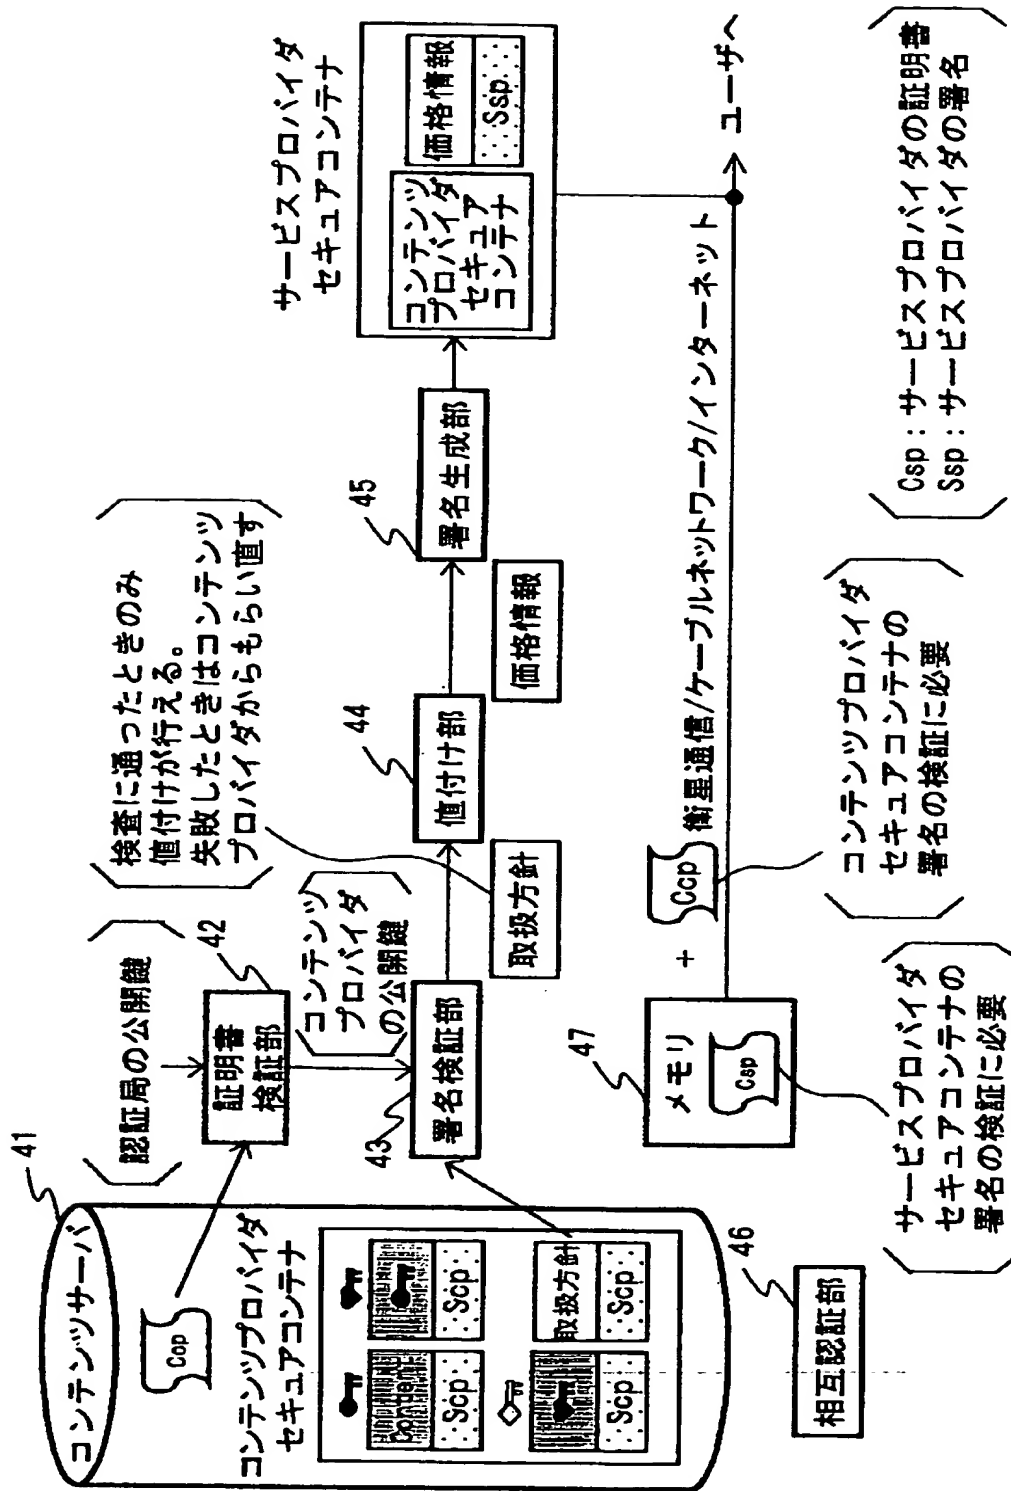 コンテンツサーバ
41
Ccp
コンテンツプロバイダ
セキュアコンテナ
Content
Scp
Scp
Scp
取扱方針
Scp
相互認証部
46
認証局の公開鍵
証明書
検証部
42
コンテンツ
プロバイダ
の公開鍵
署名検証部
43
検査に通ったときのみ
値付けが行える。
失敗したときはコンテンツ
プロバイダからもらい直す
取扱方針
値付け部
44
価格情報
署名生成部
45
サービスプロバイダ
セキュアコンテナ
コンテンツ
プロバイダ
セキュア
コンテナ
価格情報
Ssp
メモリ
47
Csp
+
Ccp
衛星通信/ケーブルネットワーク/インターネット
ユーザへ
サービスプロバイダ
セキュアコンテナの
署名の検証に必要
コンテンツプロバイダ
セキュアコンテナの
署名の検証に必要
Csp:サービスプロバイダの証明書
Ssp:サービスプロバイダの署名